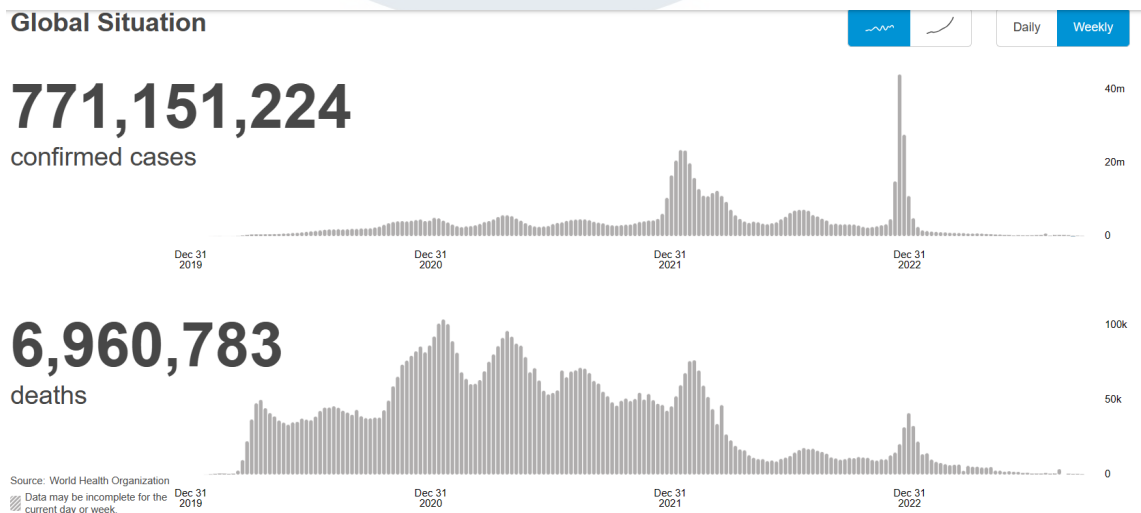 Global Situation
Daily
Weekly
771,151,224
confirmed cases
40m
20m
0
Dec 31
2019
Dec 31
2020
Dec 31
2021
Dec 31
2022
6,960,783
deaths
100k
50k
0
Source: World Health Organization
Data may be incomplete for the
current day or week.
Dec 31
2019
Dec 31
2020
Dec 31
2021
Dec 31
2022